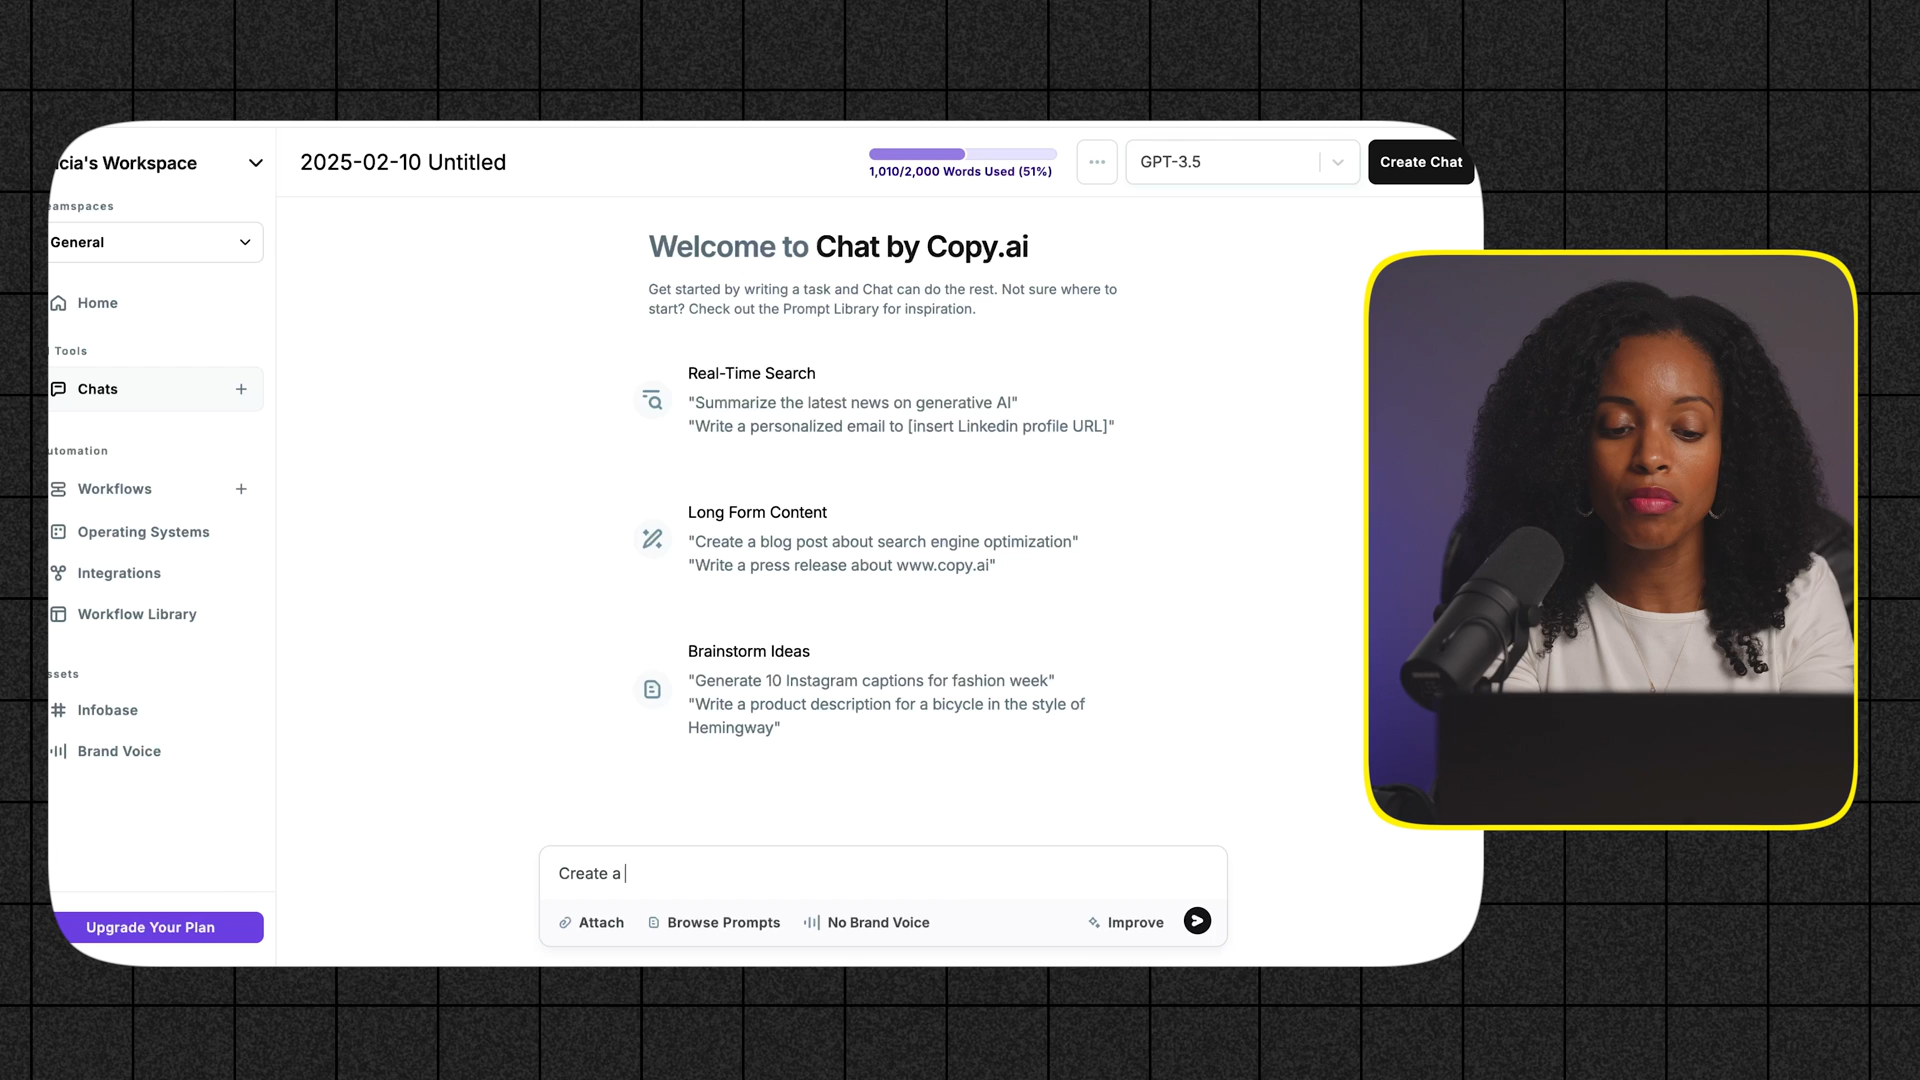 cia's Workspace
eamspaces
General
Home
Tools
Chats
utomation
Workflows
Operating Systems
Integrations
Workflow Library
ssets
Infobase
Brand Voice
Upgrade Your Plan
2025-02-10 Untitled
1,010/2,000 Words Used (51%)
GPT-3.5
Create Chat
Welcome to Chat by Copy.ai
Get started by writing a task and Chat can do the rest. Not sure where to
start? Check out the Prompt Library for inspiration.
Real-Time Search
"Summarize the latest news on generative AI"
"Write a personalized email to [insert Linkedin profile URL]"
Long Form Content
"Create a blog post about search engine optimization"
"Write a press release about www.copy.ai"
Brainstorm Ideas
"Generate 10 Instagram captions for fashion week"
"Write a product description for a bicycle in the style of
Hemingway"
Create a
Attach
Browse Prompts
No Brand Voice
Improve